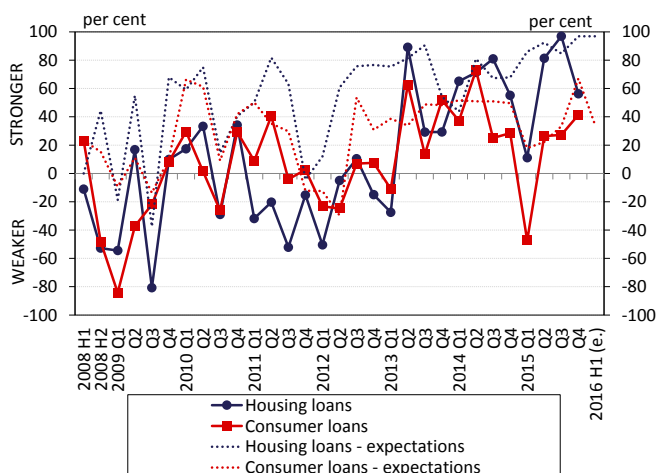 per cent per cent
100 100
80 80
60 60
40 40
20 20
0 0
-20 -20
-40 -40
-60 -60
-80 -80
-100 -100
STRONGER
WEAKER
2008 H1
2008 H2
2009 Q1
Q2
Q3
Q4
2010 Q1
Q2
Q3
Q4
2011 Q1
Q2
Q3
Q4
2012 Q1
Q2
Q3
Q4
2013 Q1
Q2
Q3
Q4
2014 Q1
Q2
Q3
Q4
2015 Q1
Q2
Q3
Q4
2016 H1 (e.)
Housing loans
Consumer loans
Housing loans - expectations
Consumer loans - expectations